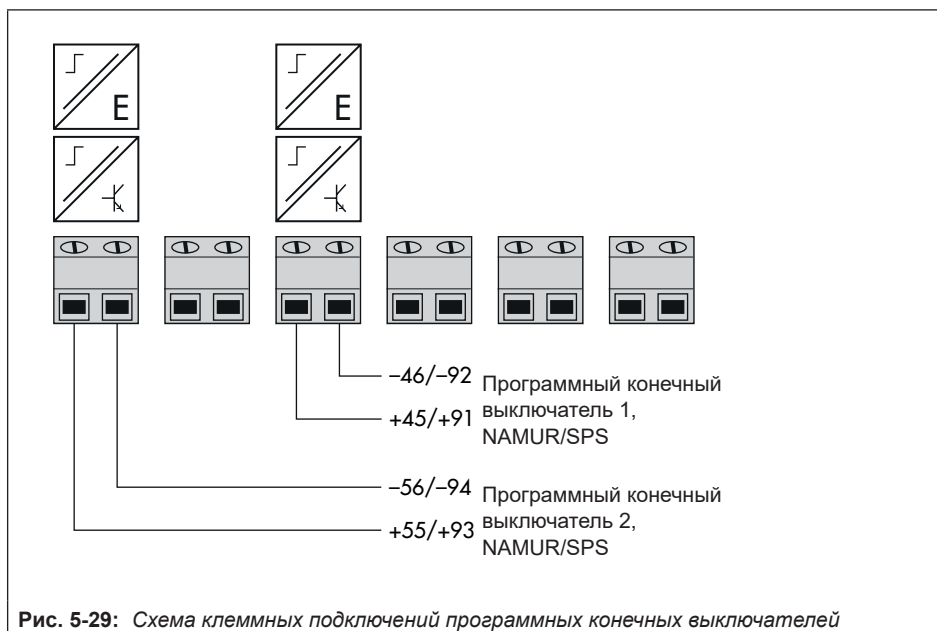 E
E
–46/–92
+45/+91
Программный конечный
выключатель 1,
NAMUR/SPS
–56/–94
+55/+93
Программный конечный
выключатель 2,
NAMUR/SPS
Рис. 5-29: Схема клеммных подключений программных конечных выключателей